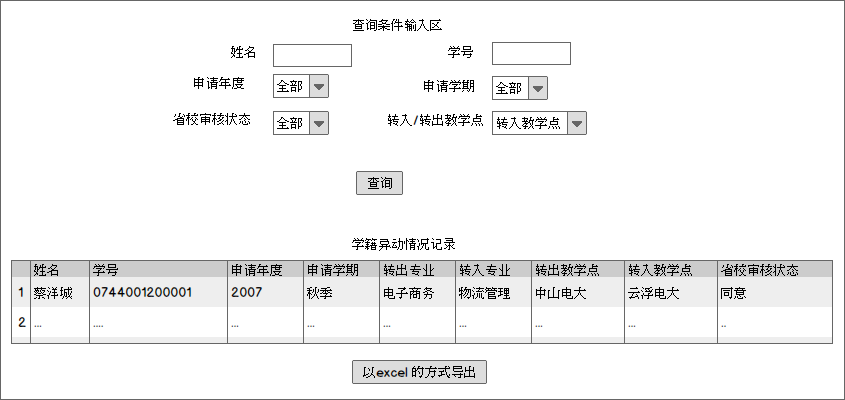 查询条件输入区
姓名 学号
申请年度 全部 申请学期 全部
省校审核状态 全部 转入/转出教学点 转入教学点
查询
学籍异动情况记录
姓名 学号 申请年度 申请学期 转出专业 转入专业 转出教学点 转入教学点 省校审核状态
1 蔡洋城 0744001200001 2007 秋季 电子商务 物流管理 中山电大 云浮电大 同意
2 ... .... ... ... ... ... ... ... ..
以excel 的方式导出